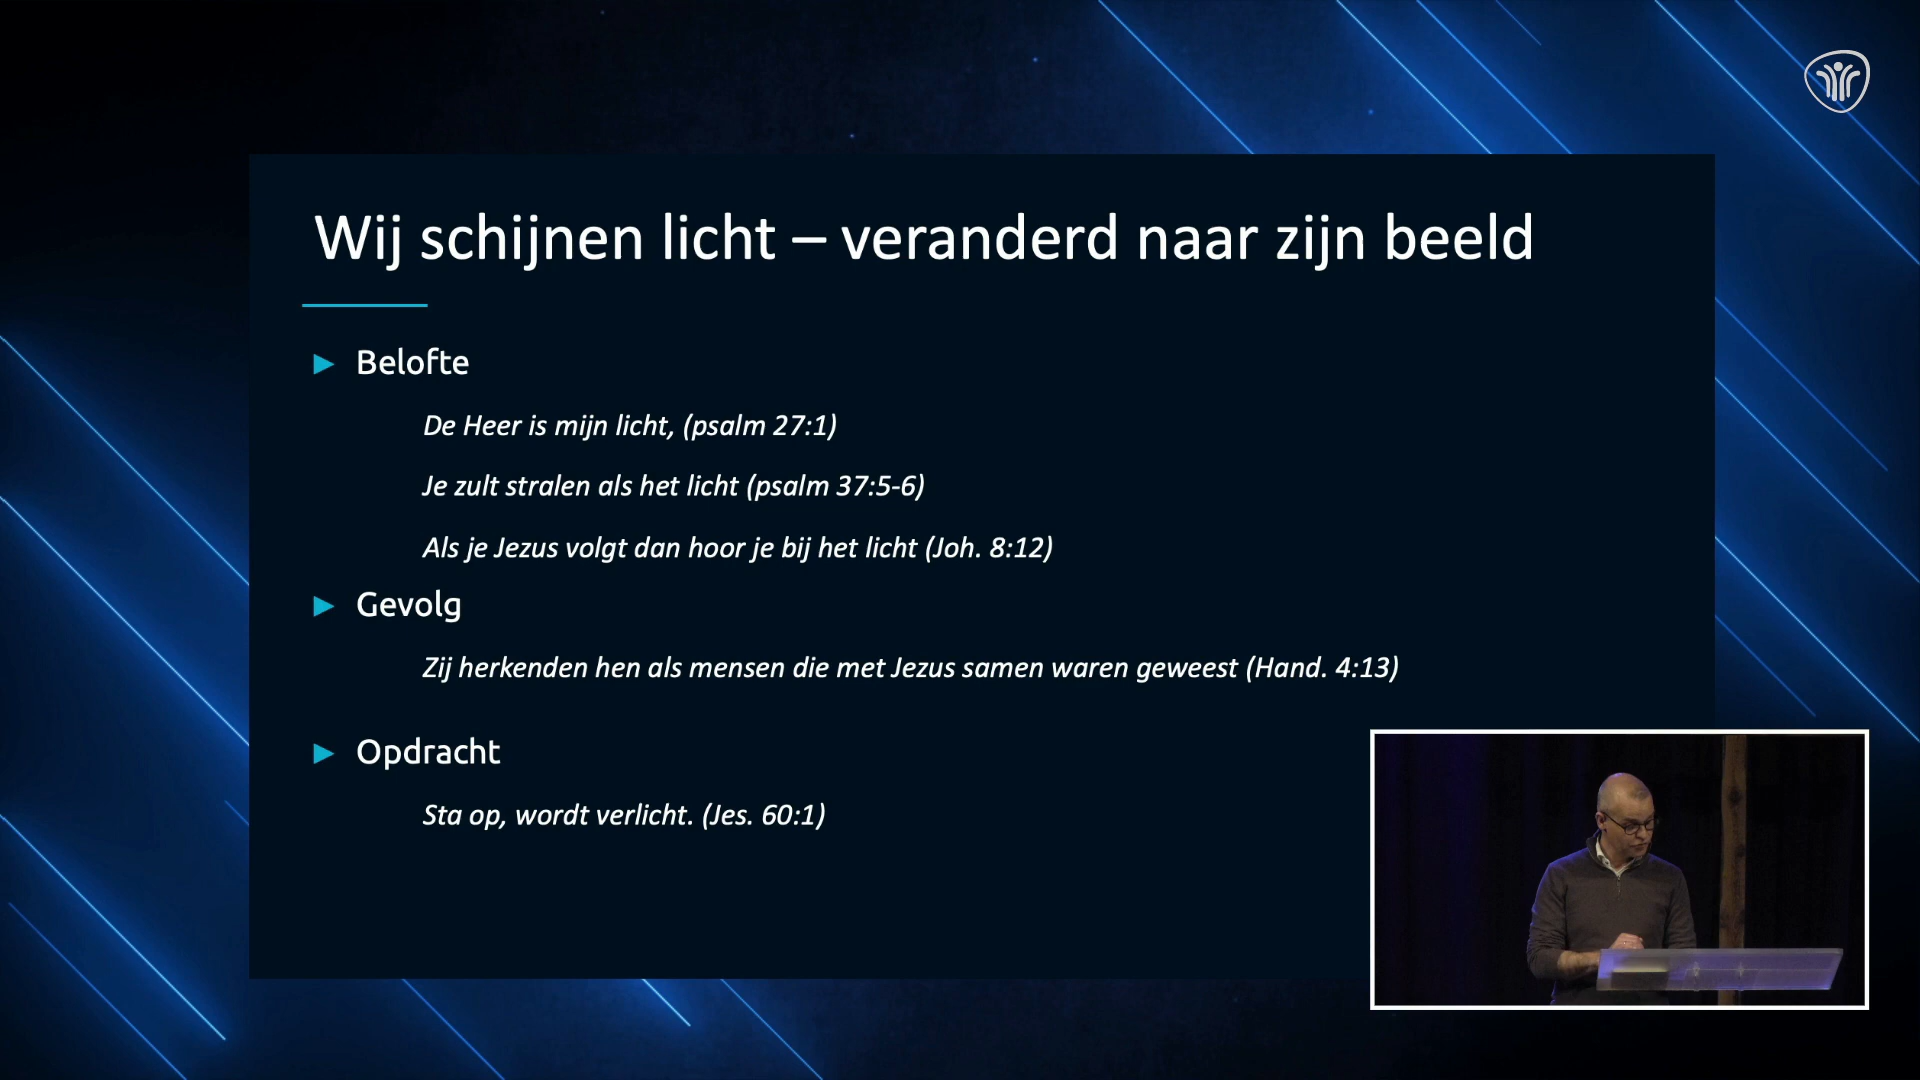 Wij schijnen licht – veranderd naar zijn beeld
Belofte
De Heer is mijn licht, (psalm 27:1)
Je zult stralen als het licht (psalm 37:5-6)
Als je Jezus volgt dan hoor je bij het licht (Joh. 8:12)
Gevolg
Zij herkenden hen als mensen die met Jezus samen waren geweest (Hand. 4:13)
Opdracht
Sta op, wordt verlicht. (Jes. 60:1)